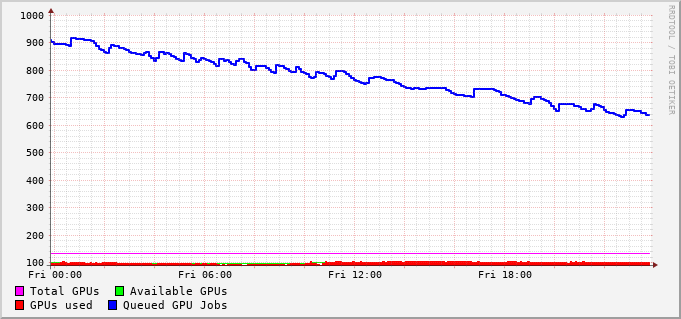 1000
900
800
700
600
500
400
300
200
100
Fri 00:00 Fri 06:00 Fri 12:00 Fri 18:00
Total GPUs Available GPUs
GPUs used Queued GPU Jobs
RRDTOOL / TOBI OETIKER